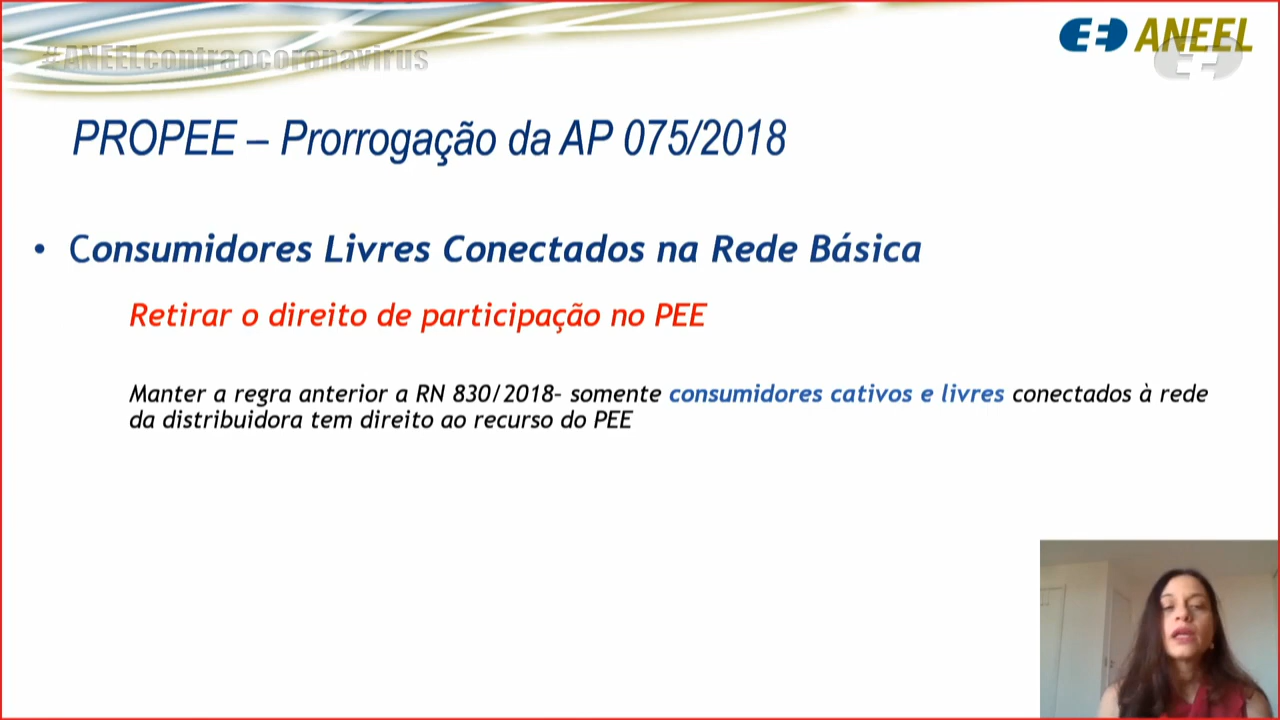 #ANEELcontraocoronavirus
ANEEL
PROPEE – Prorrogação da AP 075/2018
• Consumidores Livres Conectados na Rede Básica
Retirar o direito de participação no PEE
Manter a regra anterior a RN 830/2018– somente consumidores cativos e livres conectados à rede
da distribuidora tem direito ao recurso do PEE